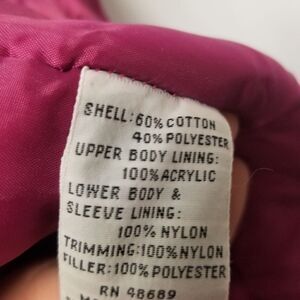 SHELL: 60% COTTON
40% POLYESTER
UPPER BODY LINING:
100% ACRYLIC
LOWER BODY &
SLEEVE LINING:
100% NYLON
TRIMMING: 100% NYLON
FILLER: 100% POLYESTER
RN 48689